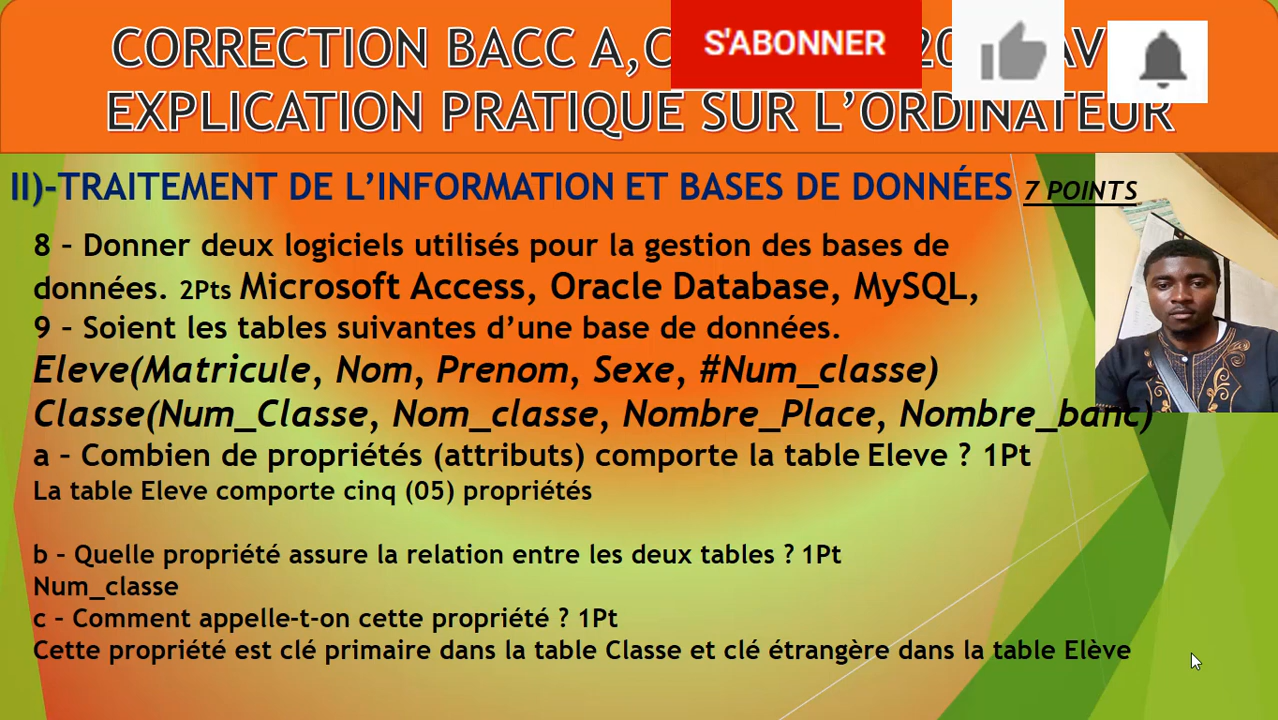 CORRECTION BACC A, S'ABONNER
EXPLICATION PRATIQUE SUR L’ORDINATEUR
II)-TRAITEMENT DE L’INFORMATION ET BASES DE DONNÉES 7 POINTS
8 – Donner deux logiciels utilisés pour la gestion des bases de
données. 2Pts Microsoft Access, Oracle Database, MySQL,
9 – Soient les tables suivantes d’une base de données.
Eleve(Matricule, Nom, Prenom, Sexe, #Num_classe)
Classe(Num_Classe, Nom_classe, Nombre_Place, Nombre_banc)
a – Combien de propriétés (attributs) comporte la table Eleve ? 1Pt
La table Eleve comporte cinq (05) propriétés
b – Quelle propriété assure la relation entre les deux tables ? 1Pt
Num_classe
c – Comment appelle-t-on cette propriété ? 1Pt
Cette propriété est clé primaire dans la table Classe et clé étrangère dans la table Elève